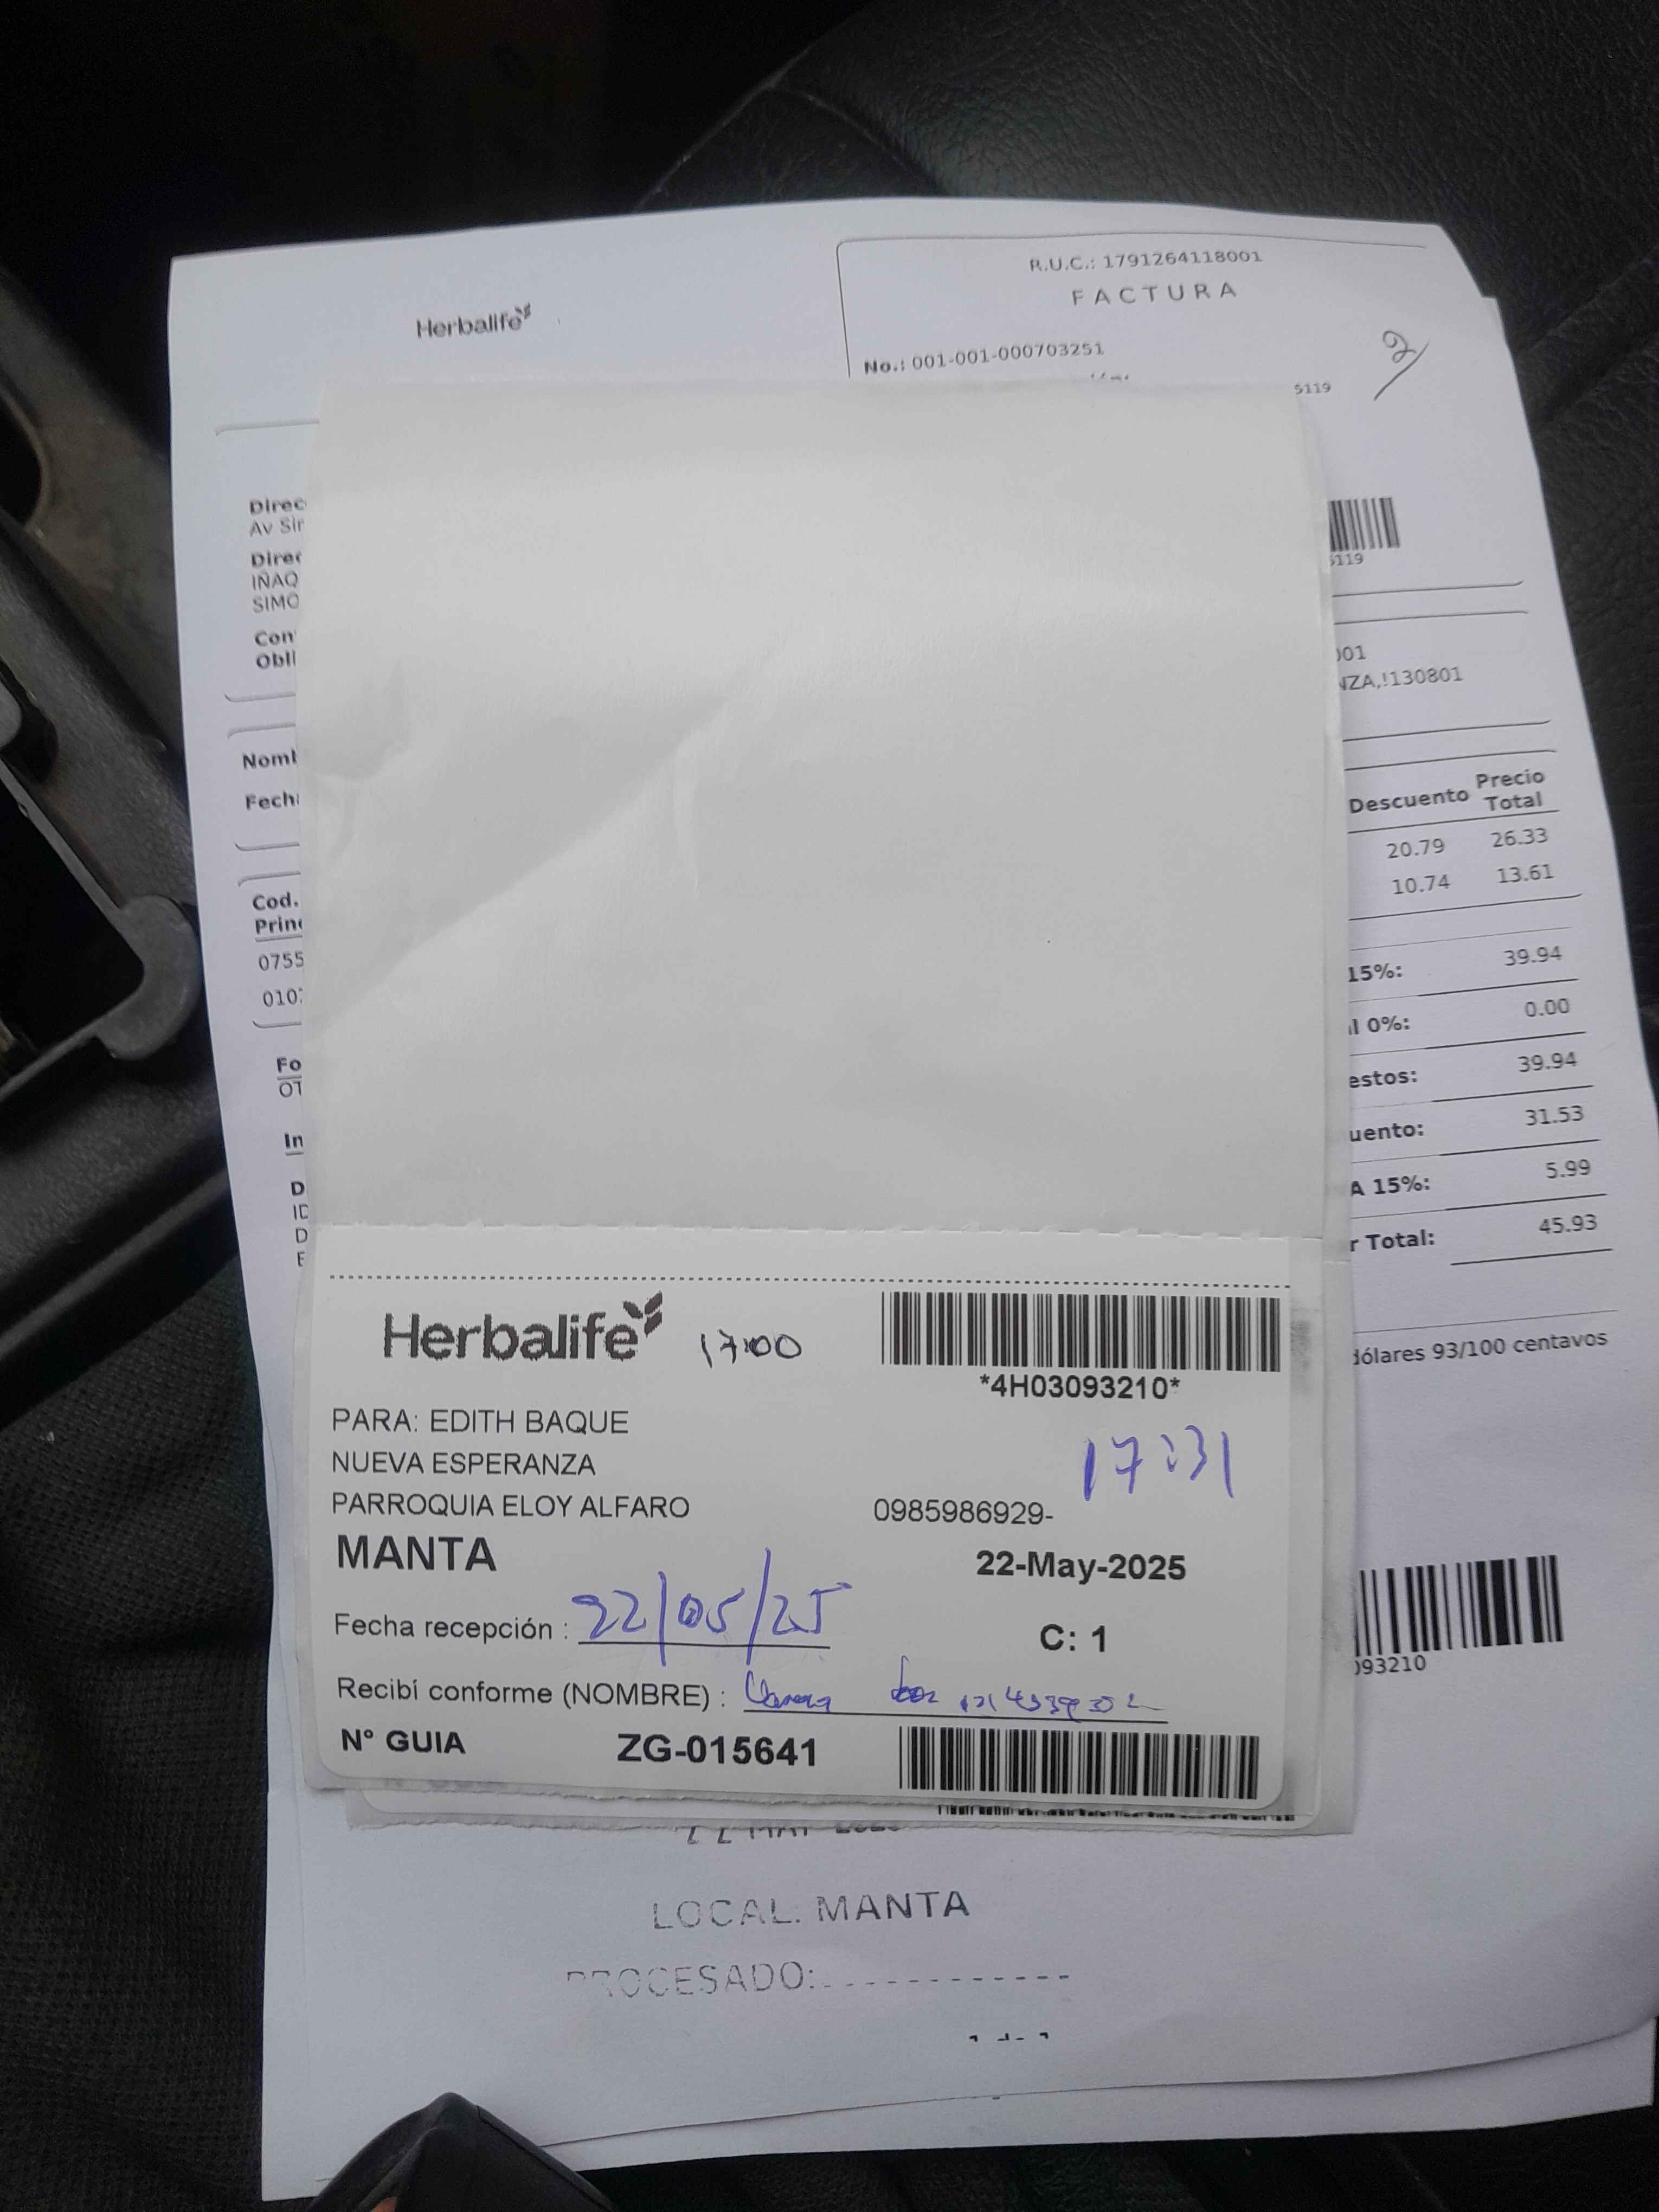 R.U.C.: 1791264118001
FACTURA
Herbalife
No.: 001-001-000703251
2
5119
Direc
Av Sir
Direc
IÑAQ
SIMO
5119
Con
Obli
001
NZA,!130801
Nomb
Fech
Descuento Precio Total
Cod.
Princ
20.79 26.33
10.74 13.61
0755
0107
15%: 39.94
l 0%: 0.00
Fo
OT
estos: 39.94
uento: 31.53
In
A 15%: 5.99
D
ID
D
E
r Total: 45.93
dólares 93/100 centavos
Herbalife 17:00
*4H03093210*
PARA: EDITH BAQUE
NUEVA ESPERANZA
17:31
PARROQUIA ELOY ALFARO 0985986929-
MANTA 22-May-2025
Fecha recepción : 22/05/25 C: 1
Recibí conforme (NOMBRE) :
093210
Nº GUIA ZG-015641
22 MAY 2025
LOCAL: MANTA
PROCESADO:------------